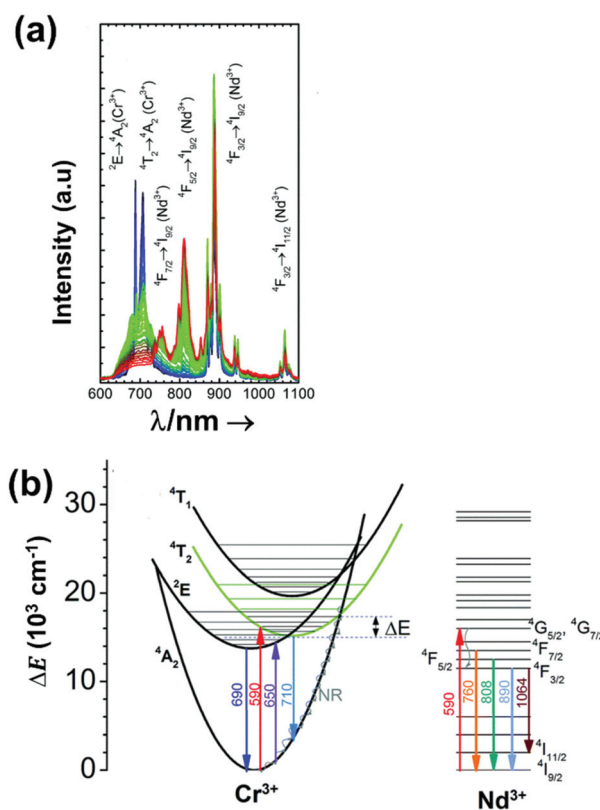 (a)
Intensity (a.u)
²E→⁴A₂(Cr³⁺)
⁴T₂→⁴A₂ (Cr³⁺)
⁴F₇/₂→⁴I₉/₂ (Nd³⁺)
⁴F₅/₂→⁴I₉/₂ (Nd³⁺)
⁴F₃/₂→⁴I₉/₂ (Nd³⁺)
⁴F₃/₂→⁴I₁₁/₂ (Nd³⁺)
600 700 800 900 1000 1100
λ/nm →
(b)
ΔE (10³ cm⁻¹)
30
20
10
0
⁴T₁
⁴T₂
²E
⁴A₂
ΔE
690
590
650
710
NR
Cr³⁺
⁴G₅/₂, ⁴G₇/₂
⁴F₇/₂
⁴F₅/₂
⁴F₃/₂
590
760
808
890
1064
⁴I₁₁/₂
⁴I₉/₂
Nd³⁺